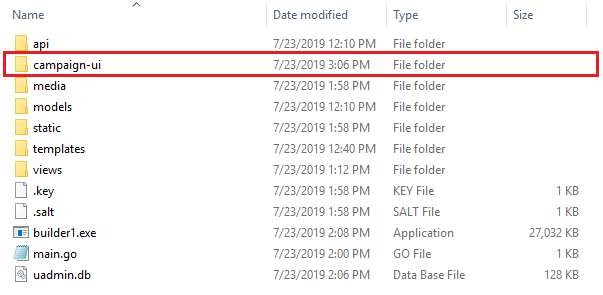 Name Date modified Type Size
api 7/23/2019 12:10 PM File folder
campaign-ui 7/23/2019 3:06 PM File folder
media 7/23/2019 1:58 PM File folder
models 7/23/2019 12:10 PM File folder
static 7/23/2019 1:58 PM File folder
templates 7/23/2019 12:40 PM File folder
views 7/23/2019 1:12 PM File folder
.key 7/23/2019 1:58 PM KEY File 1 KB
.salt 7/23/2019 1:58 PM SALT File 1 KB
builder1.exe 7/23/2019 2:08 PM Application 27,032 KB
main.go 7/23/2019 2:00 PM GO File 1 KB
uadmin.db 7/23/2019 2:06 PM Data Base File 128 KB